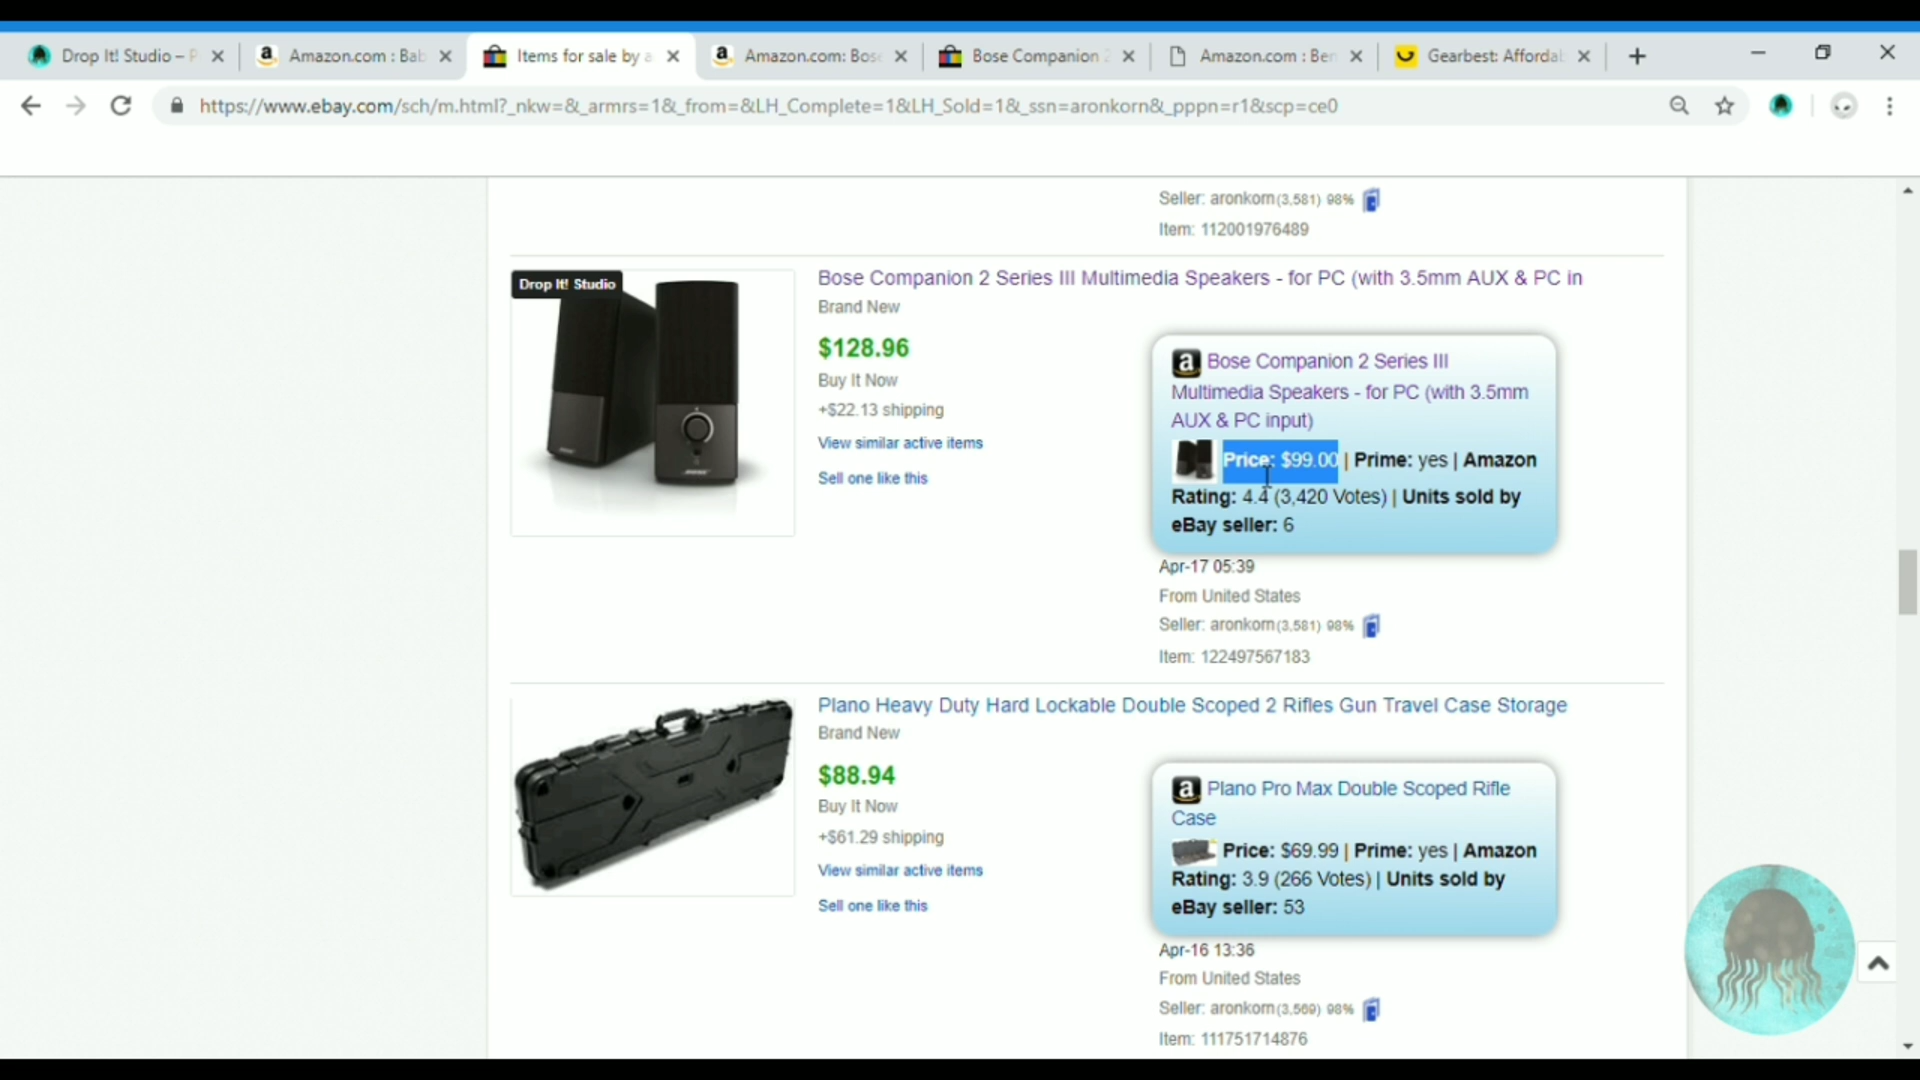 Drop It! Studio – P
Amazon.com : Bab
Items for sale by a
Amazon.com: Bose
Bose Companion 2
Amazon.com : Ben
Gearbest: Affordab
https://www.ebay.com/sch/m.html?_nkw=&_armrs=1&_from=&LH_Complete=1&LH_Sold=1&_ssn=aronkorn&_pppn=r1&scp=ce0
Seller: aronkorn(3,581) 98%
Item: 112001976489
Drop It! Studio
Bose Companion 2 Series III Multimedia Speakers - for PC (with 3.5mm AUX & PC in
Brand New
$128.96
Buy It Now
+$22.13 shipping
View similar active items
Sell one like this
Bose Companion 2 Series III
Multimedia Speakers - for PC (with 3.5mm
AUX & PC input)
Price: $99.00 | Prime: yes | Amazon
Rating: 4.4 (3,420 Votes) | Units sold by
eBay seller: 6
Apr-17 05:39
From United States
Seller: aronkorn(3,581) 98%
Item: 122497567183
Plano Heavy Duty Hard Lockable Double Scoped 2 Rifles Gun Travel Case Storage
Brand New
$88.94
Buy It Now
+$61.29 shipping
View similar active items
Sell one like this
Plano Pro Max Double Scoped Rifle
Case
Price: $69.99 | Prime: yes | Amazon
Rating: 3.9 (266 Votes) | Units sold by
eBay seller: 53
Apr-16 13:36
From United States
Seller: aronkorn(3,569) 98%
Item: 111751714876